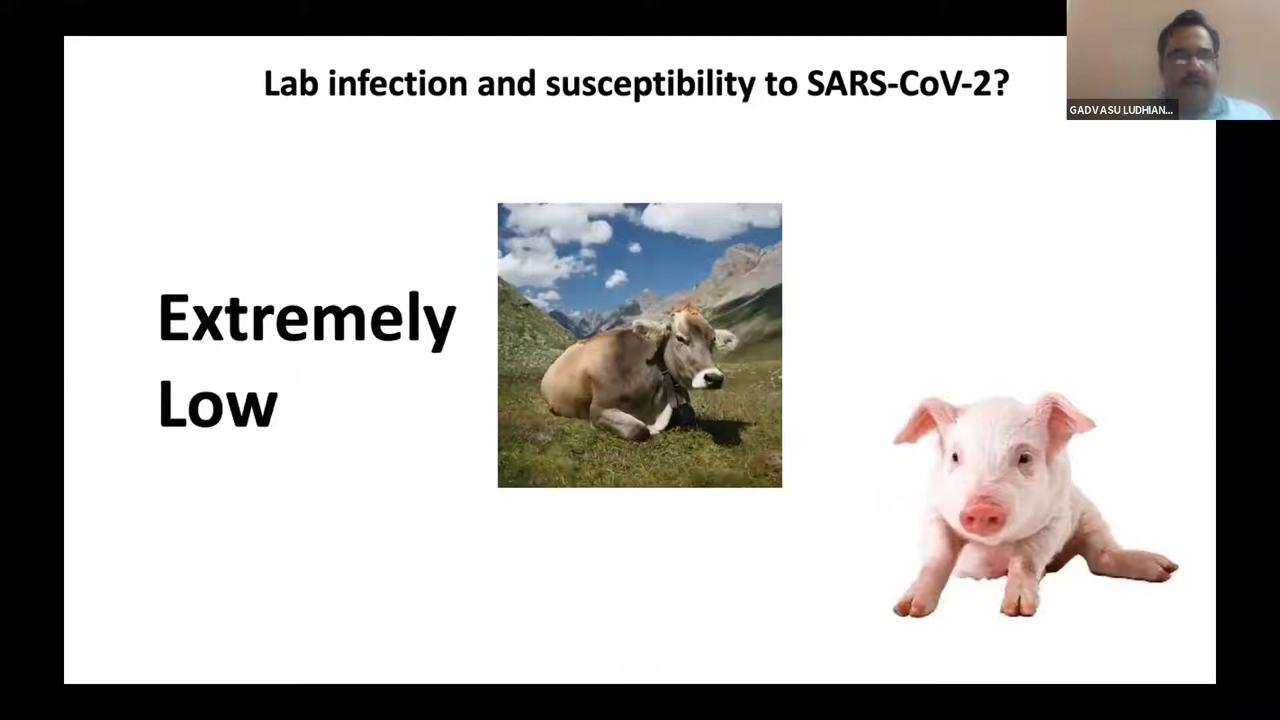 Lab infection and susceptibility to SARS-CoV-2?
GADVASU LUDHIAN...
Extremely
Low